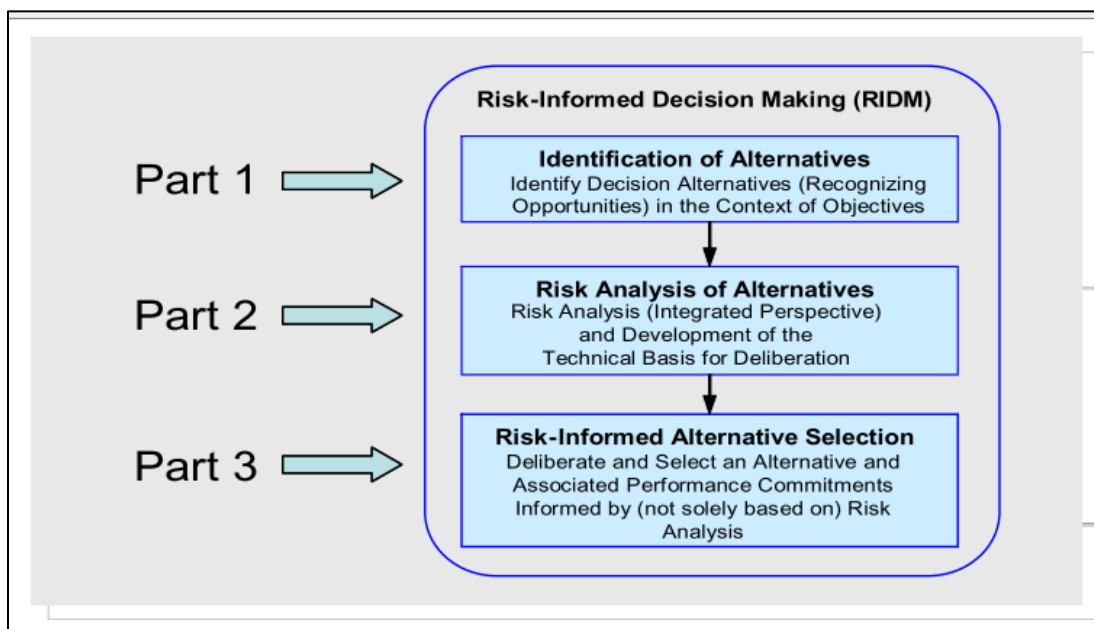 Risk-Informed Decision Making (RIDM)
Part 1
Identification of Alternatives
Identify Decision Alternatives (Recognizing
Opportunities) in the Context of Objectives
Part 2
Risk Analysis of Alternatives
Risk Analysis (Integrated Perspective)
and Development of the
Technical Basis for Deliberation
Part 3
Risk-Informed Alternative Selection
Deliberate and Select an Alternative and
Associated Performance Commitments
Informed by (not solely based on) Risk
Analysis